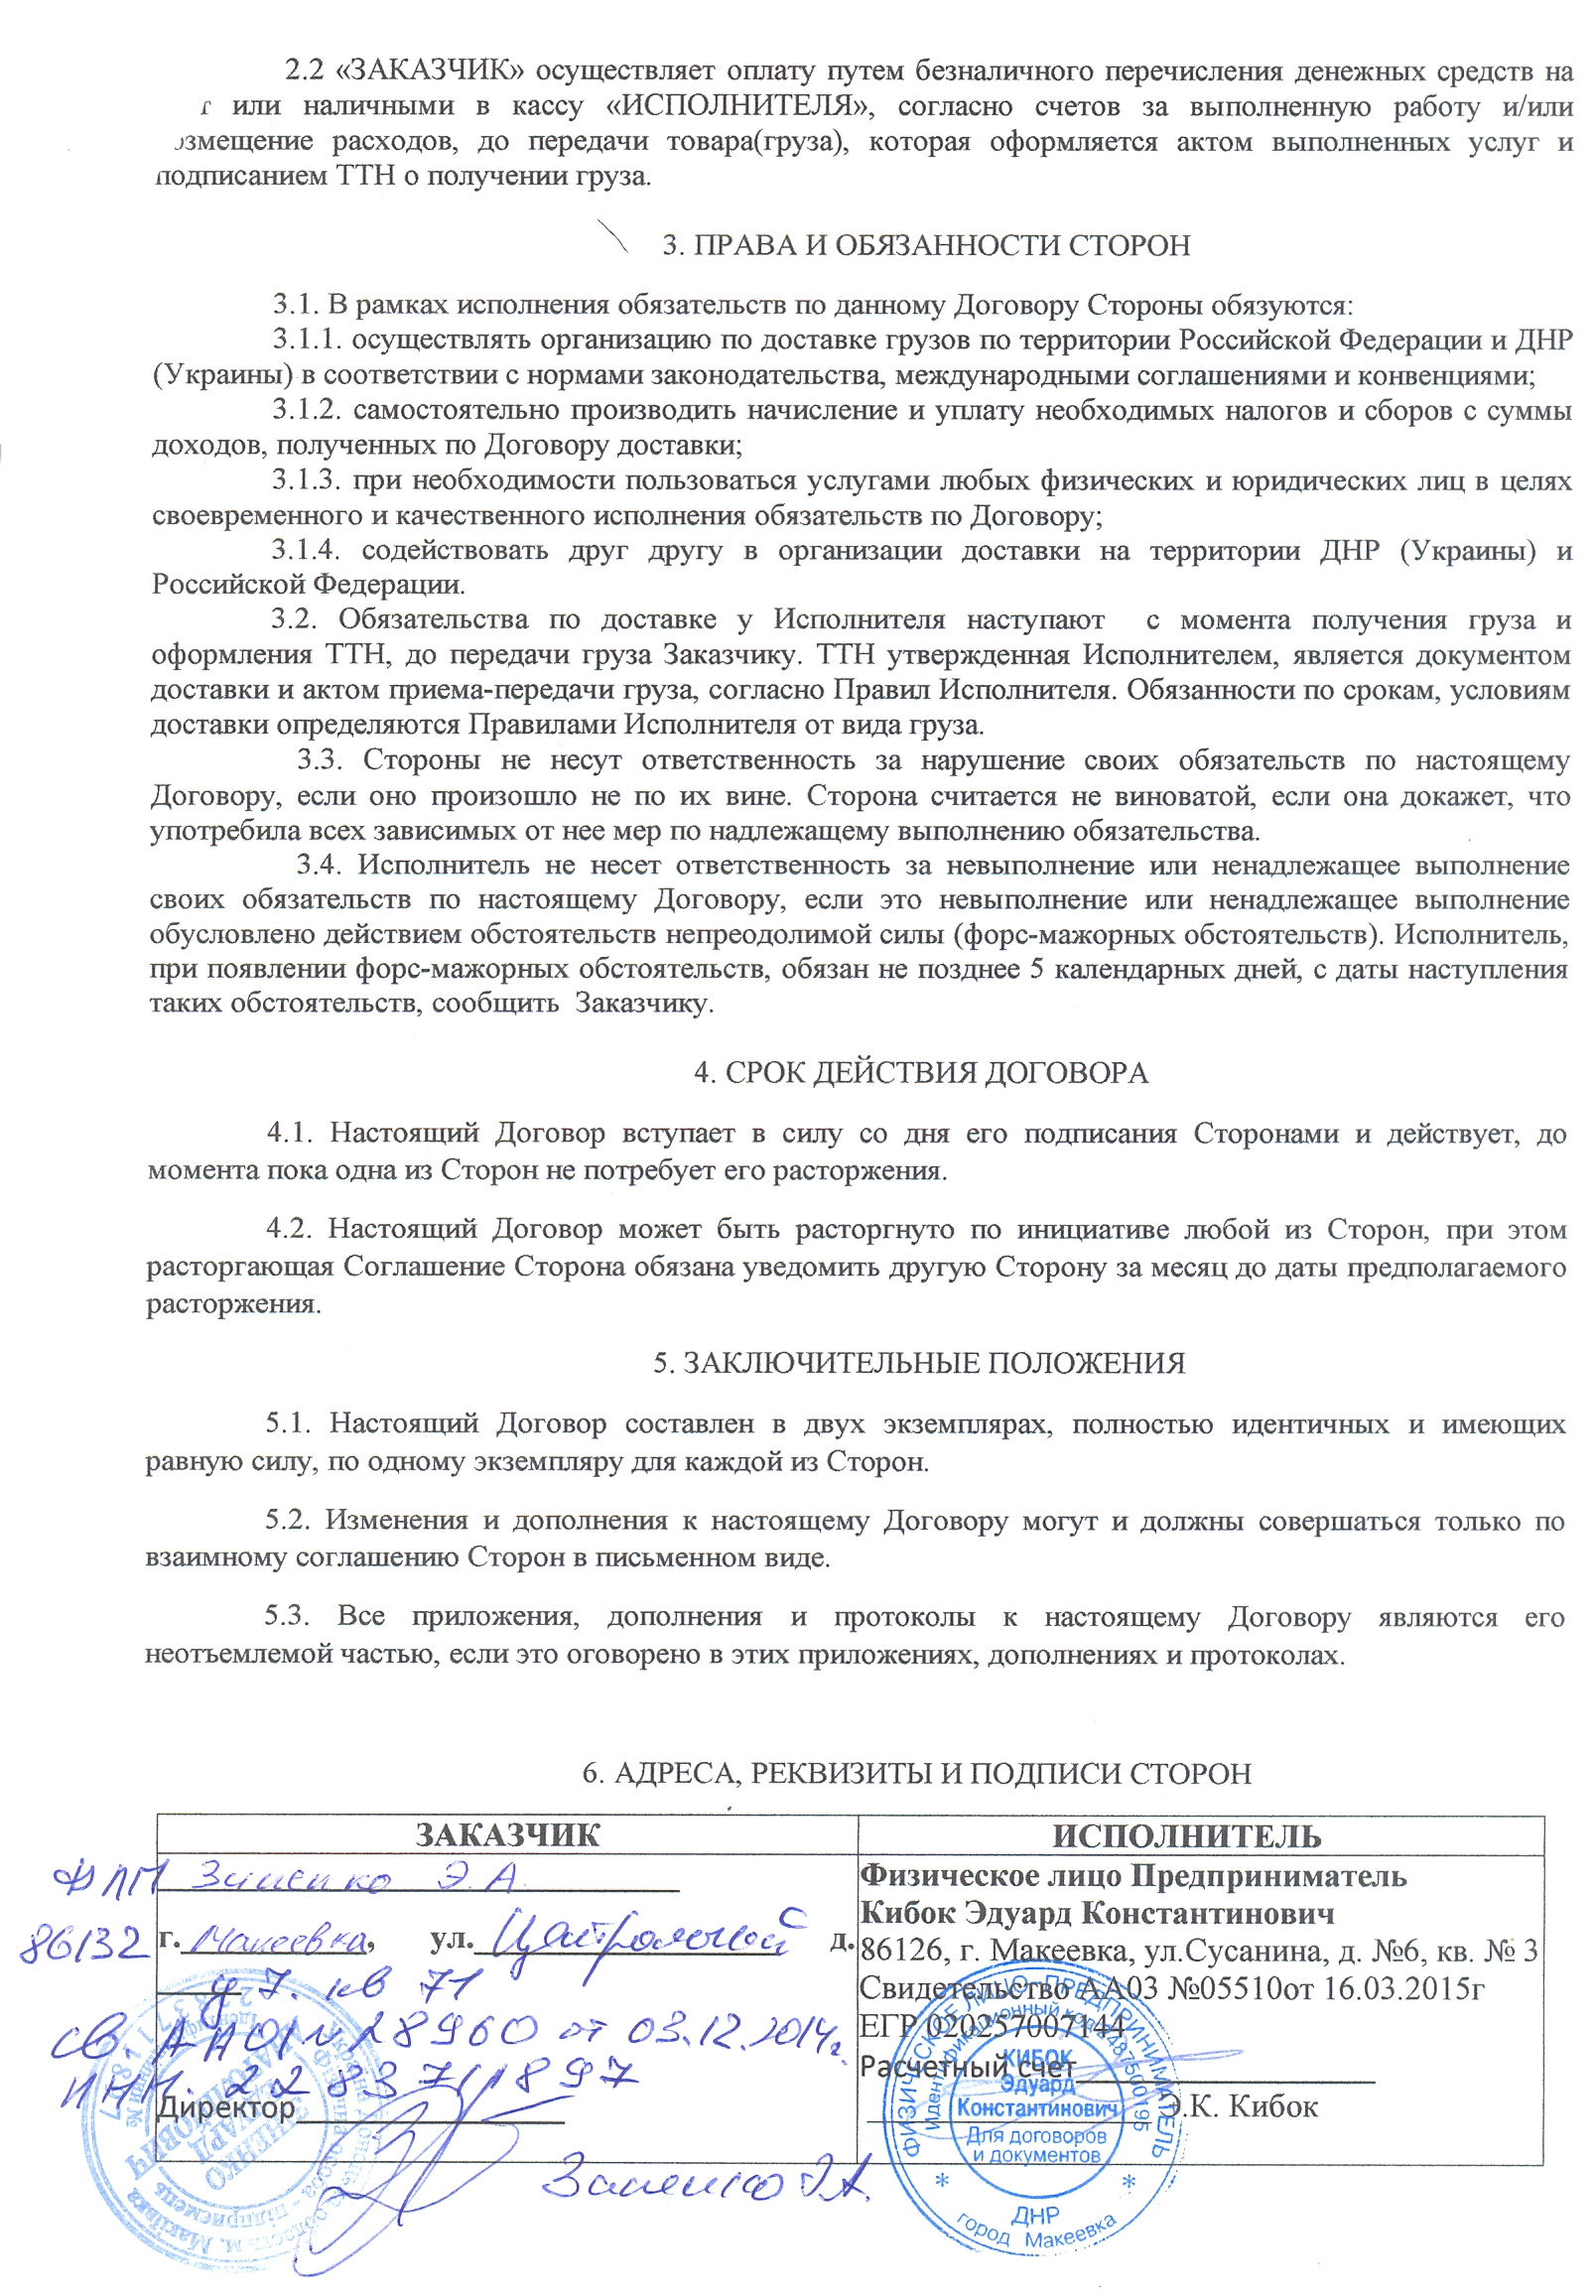 2.2 «ЗАКАЗЧИК» осуществляет оплату путем безналичного перечисления денежных средств на
или наличными в кассу «ИСПОЛНИТЕЛЯ», согласно счетов за выполненную работу и/или
озмещение расходов, до передачи товара(груза), которая оформляется актом выполненных услуг и
подписанием ТТН о получении груза.
3. ПРАВА И ОБЯЗАННОСТИ СТОРОН
3.1. В рамках исполнения обязательств по данному Договору Стороны обязуются:
3.1.1. осуществлять организацию по доставке грузов по территории Российской Федерации и ДНР
(Украины) в соответствии с нормами законодательства, международными соглашениями и конвенциями;
3.1.2. самостоятельно производить начисление и уплату необходимых налогов и сборов с суммы
доходов, полученных по Договору доставки;
3.1.3. при необходимости пользоваться услугами любых физических и юридических лиц в целях
своевременного и качественного исполнения обязательств по Договору;
3.1.4. содействовать друг другу в организации доставки на территории ДНР (Украины) и
Российской Федерации.
3.2. Обязательства по доставке у Исполнителя наступают с момента получения груза и
оформления ТТН, до передачи груза Заказчику. ТТН утвержденная Исполнителем, является документом
доставки и актом приема-передачи груза, согласно Правил Исполнителя. Обязанности по срокам, условиям
доставки определяются Правилами Исполнителя от вида груза.
3.3. Стороны не несут ответственность за нарушение своих обязательств по настоящему
Договору, если оно произошло не по их вине. Сторона считается не виноватой, если она докажет, что
употребила всех зависимых от нее мер по надлежащему выполнению обязательства.
3.4. Исполнитель не несет ответственность за невыполнение или ненадлежащее выполнение
своих обязательств по настоящему Договору, если это невыполнение или ненадлежащее выполнение
обусловлено действием обстоятельств непреодолимой силы (форс-мажорных обстоятельств). Исполнитель,
при появлении форс-мажорных обстоятельств, обязан не позднее 5 календарных дней, с даты наступления
таких обстоятельств, сообщить Заказчику.
4. СРОК ДЕЙСТВИЯ ДОГОВОРА
4.1. Настоящий Договор вступает в силу со дня его подписания Сторонами и действует, до
момента пока одна из Сторон не потребует его расторжения.
4.2. Настоящий Договор может быть расторгнуто по инициативе любой из Сторон, при этом
расторгающая Соглашение Сторона обязана уведомить другую Сторону за месяц до даты предполагаемого
расторжения.
5. ЗАКЛЮЧИТЕЛЬНЫЕ ПОЛОЖЕНИЯ
5.1. Настоящий Договор составлен в двух экземплярах, полностью идентичных и имеющих
равную силу, по одному экземпляру для каждой из Сторон.
5.2. Изменения и дополнения к настоящему Договору могут и должны совершаться только по
взаимному соглашению Сторон в письменном виде.
5.3. Все приложения, дополнения и протоколы к настоящему Договору являются его
неотъемлемой частью, если это оговорено в этих приложениях, дополнениях и протоколах.
6. АДРЕСА, РЕКВИЗИТЫ И ПОДПИСИ СТОРОН
ЗАКАЗЧИК
ФЛП Зиненко Э.А.
86132 г. Макеевка, ул. д.
д 7. кв 71
св. АА01 № 28960 от 03.12.2014г.
ИНН. 2283711897
Директор
Зиненко Э.А.
ИСПОЛНИТЕЛЬ
Физическое лицо Предприниматель
Кибок Эдуард Константинович
86126, г. Макеевка, ул.Сусанина, д. №6, кв. № 3
Свидетельство АА03 №05510от 16.03.2015г
ЕГР 020257007144
Расчетный счет
Э.К. Кибок
ФИЗИЧЕСКОЕ ЛИЦО - ПРЕДПРИНИМАТЕЛЬ
Идентификационный код
КИБОК
Эдуард
Константинович
Для договоров
и документов
ДНР
город Макеевка